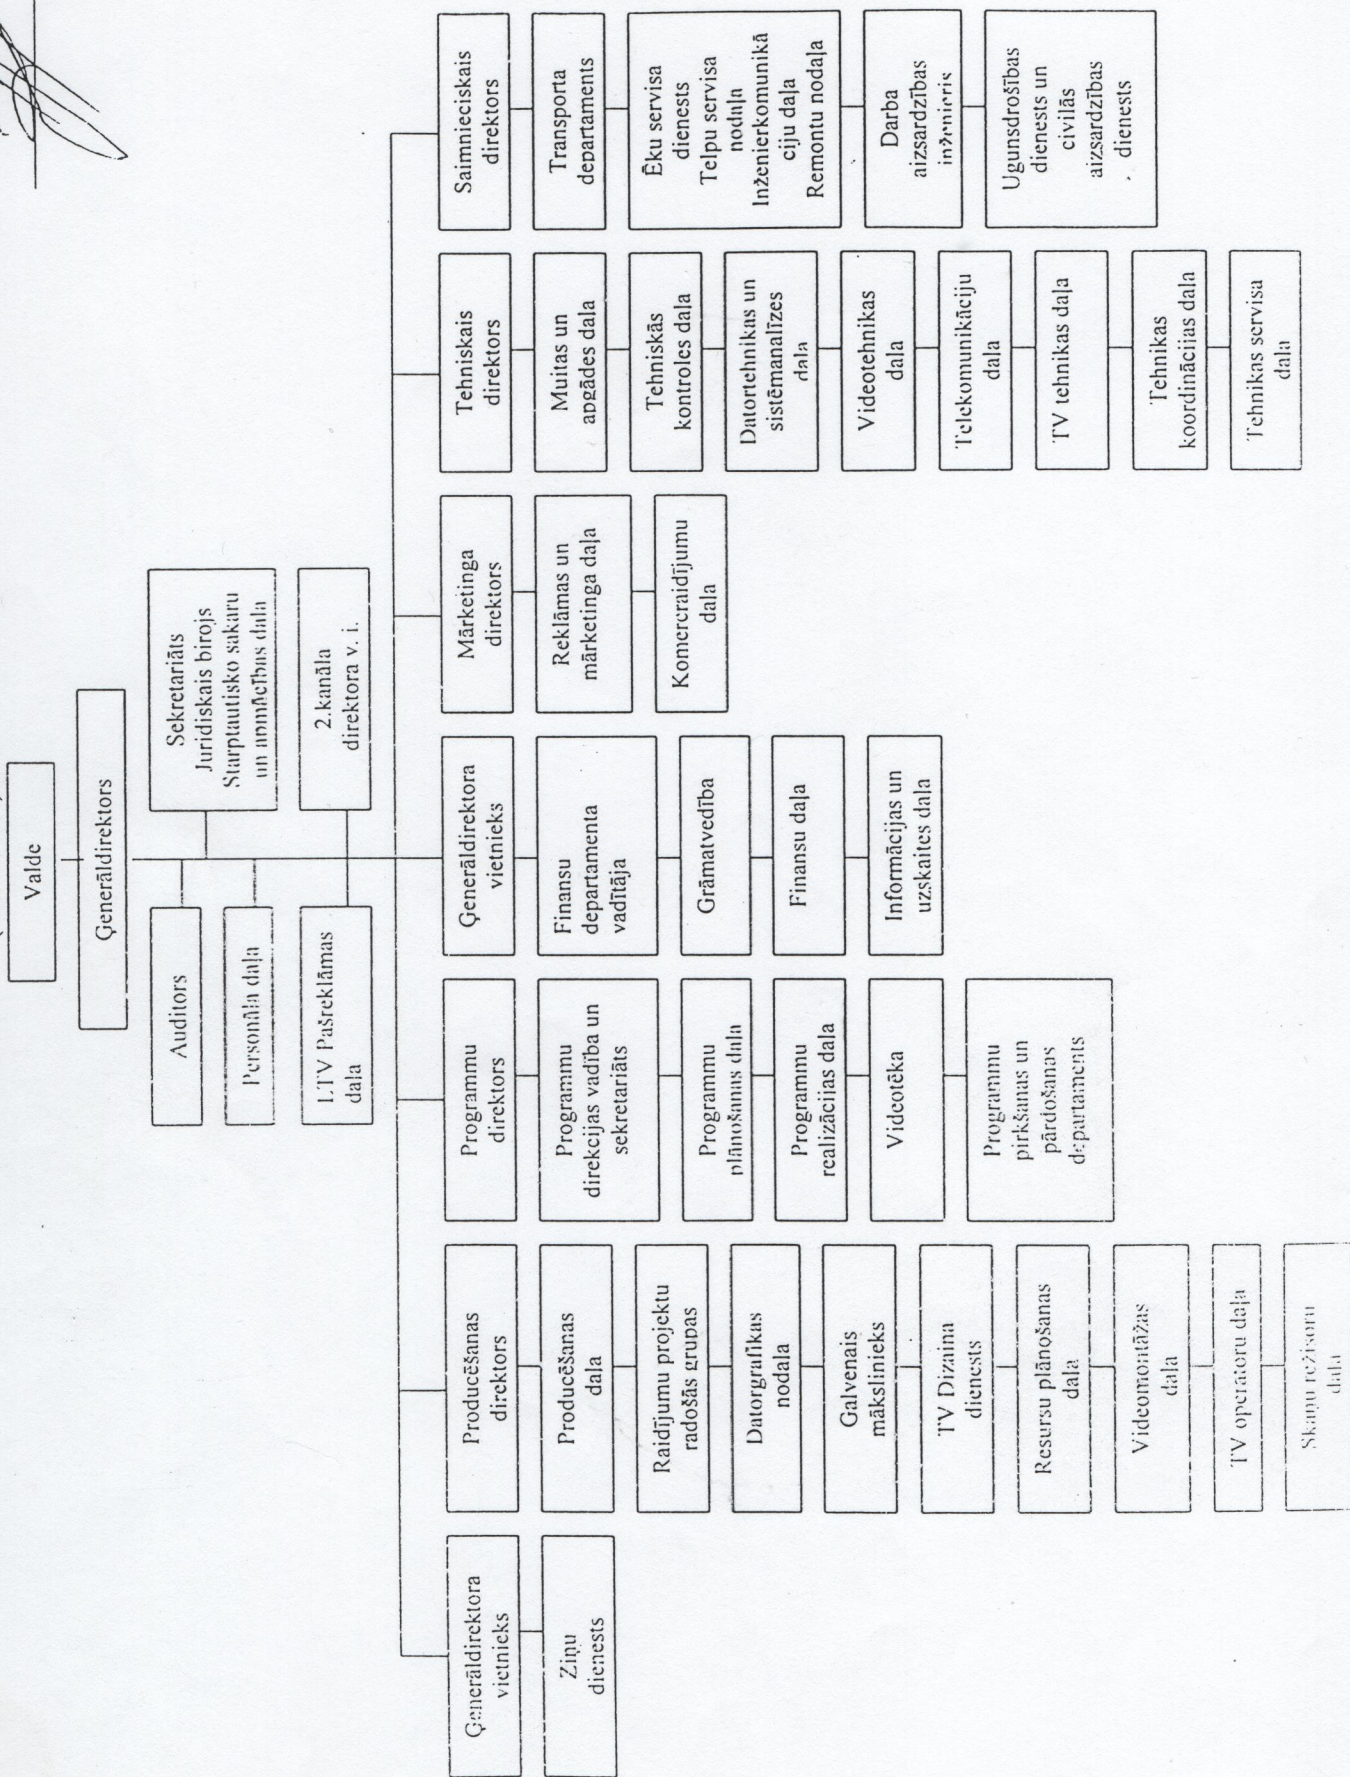 Valde
Ģenerāldirektors
Auditors
Sekretariāts
Juridiskais birojs
Starptautisko sakaru
un apmācības daļa
Personāla daļa
LTV Pašreklāmas
daļa
2.kanāla
direktora v. i.
Ģenerāldirektora
vietnieks
Ziņu
dienests
Producēšanas
direktors
Producēšanas
daļa
Raidījumu projektu
radošās grupas
Datorgrafikas
nodaļa
Galvenais
mākslinieks
TV Dizaina
dienests
Resursu plānošanas
daļa
Videomontāžas
daļa
TV operatoru daļa
Skaņu režisoru
daļa
Programmu
direktors
Programmu
direkcijas vadība un
sekretariāts
Programmu
plānošanas daļa
Programmu
realizācijas daļa
Videotēka
Programmu
pirkšanas un
pārdošanas
departaments
Ģenerāldirektora
vietnieks
Finansu
departamenta
vadītāja
Grāmatvedība
Finansu daļa
Informācijas un
uzskaites daļa
Mārketinga
direktors
Reklāmas un
mārketinga daļa
Komercraidījumu
daļa
Tehniskais
direktors
Muitas un
apgādes daļa
Tehniskās
kontroles daļa
Datortehnikas un
sistēmanalīzes
daļa
Videotehnikas
daļa
Telekomunikāciju
daļa
TV tehnikas daļa
Tehnikas
koordinācijas daļa
Tehnikas servisa
daļa
Saimnieciskais
direktors
Transporta
departaments
Ēku servisa
dienests
Telpu servisa
nodaļa
Inženierkomunikā
ciju daļa
Remontu nodaļa
Darba
aizsardzības
inženieris
Ugunsdrošības
dienests un
civilās
aizsardzības
dienests